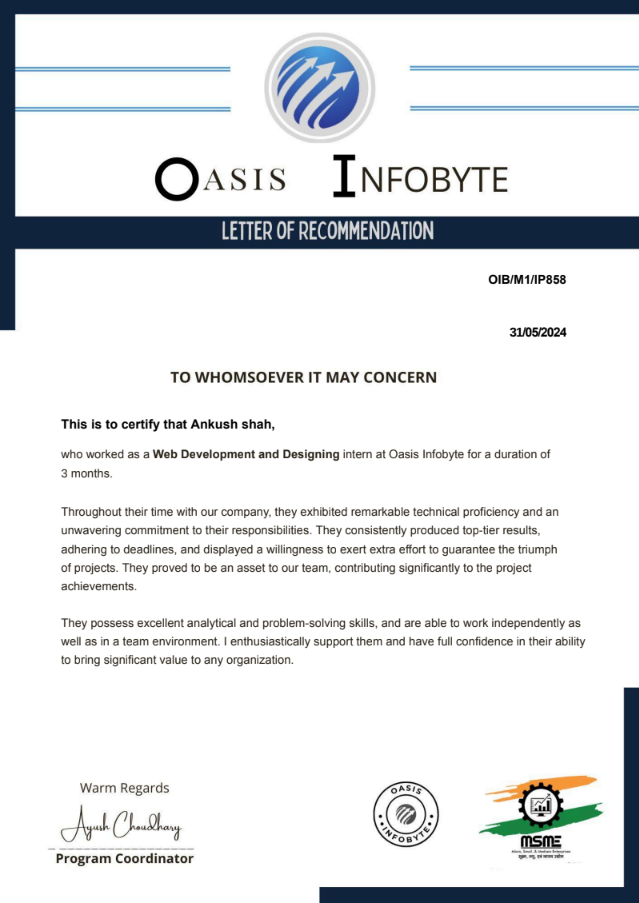 OASIS INFOBYTE
LETTER OF RECOMMENDATION
OIB/M1/IP858
31/05/2024
TO WHOMSOEVER IT MAY CONCERN
This is to certify that Ankush shah,
who worked as a Web Development and Designing intern at Oasis Infobyte for a duration of
3 months.
Throughout their time with our company, they exhibited remarkable technical proficiency and an
unwavering commitment to their responsibilities. They consistently produced top-tier results,
adhering to deadlines, and displayed a willingness to exert extra effort to guarantee the triumph
of projects. They proved to be an asset to our team, contributing significantly to the project
achievements.
They possess excellent analytical and problem-solving skills, and are able to work independently as
well as in a team environment. I enthusiastically support them and have full confidence in their ability
to bring significant value to any organization.
Warm Regards
Ayush Choudhary
Program Coordinator
OASIS
INFOBYTE
MSME
सूक्ष्म, लघु, एवं मध्यम उद्योग